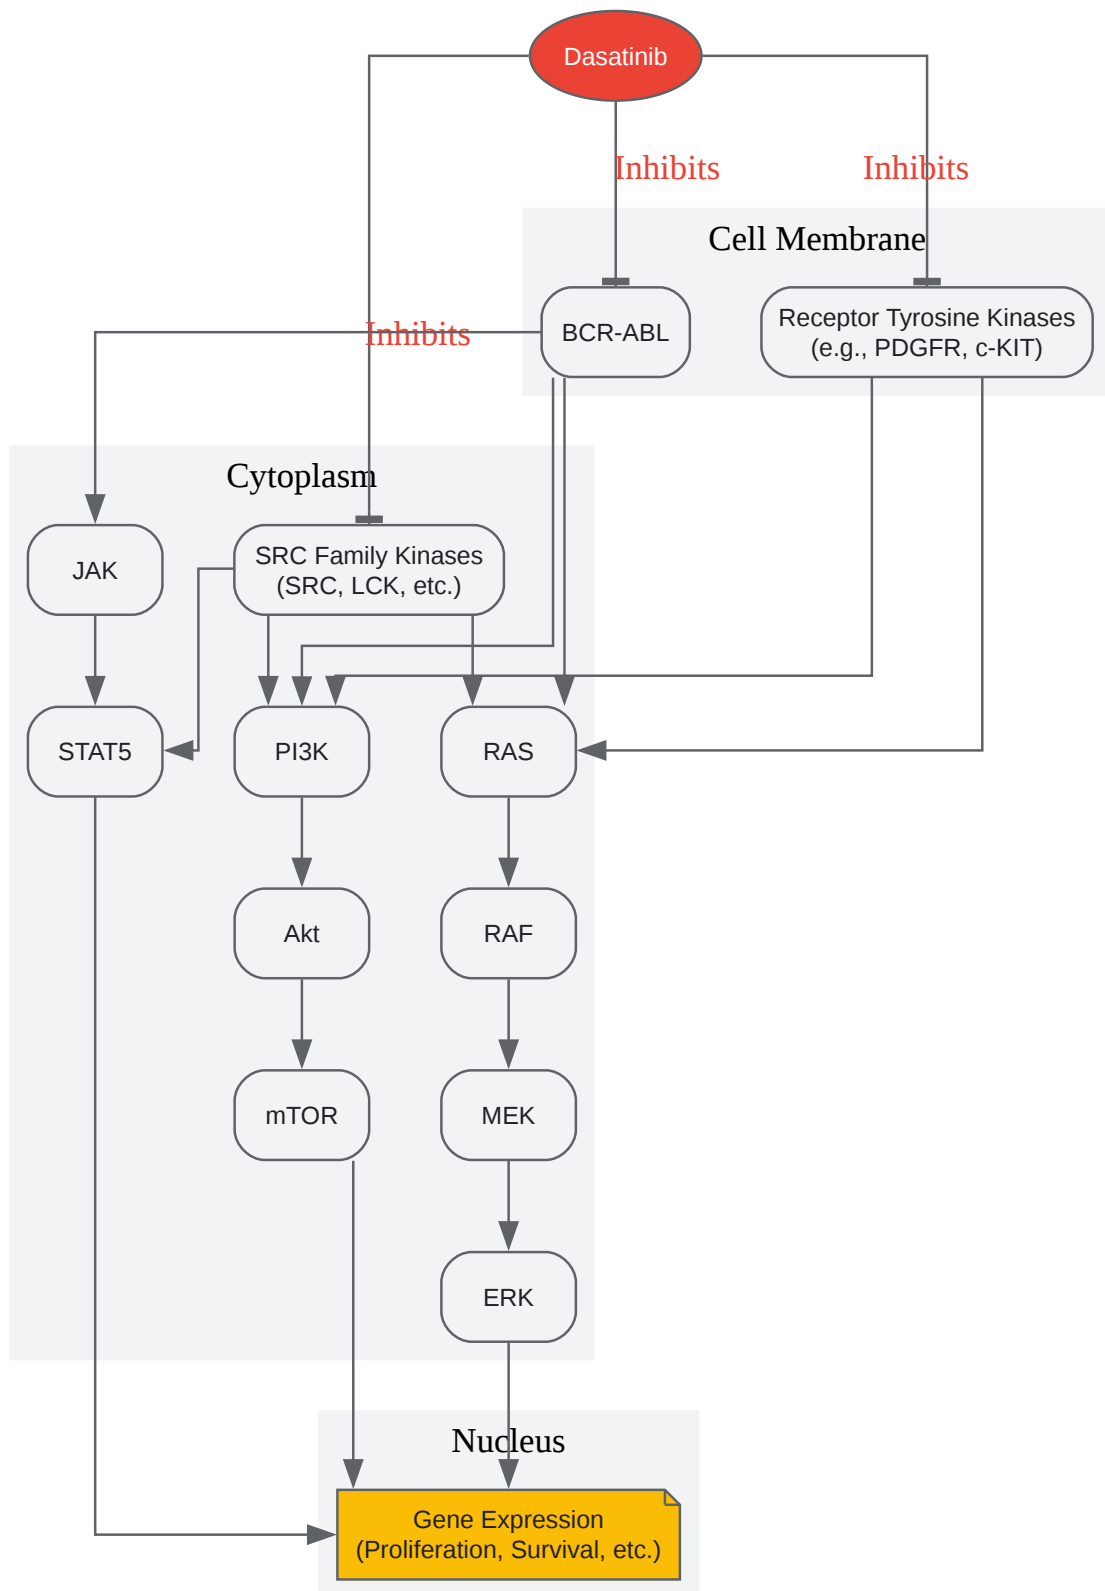 Dasatinib
Inhibits
Inhibits
Cell Membrane
BCR-ABL
Receptor Tyrosine Kinases
(e.g., PDGFR, c-KIT)
Inhibits
Cytoplasm
JAK
SRC Family Kinases
(SRC, LCK, etc.)
STAT5
PI3K
RAS
Akt
RAF
mTOR
MEK
ERK
Nucleus
Gene Expression
(Proliferation, Survival, etc.)